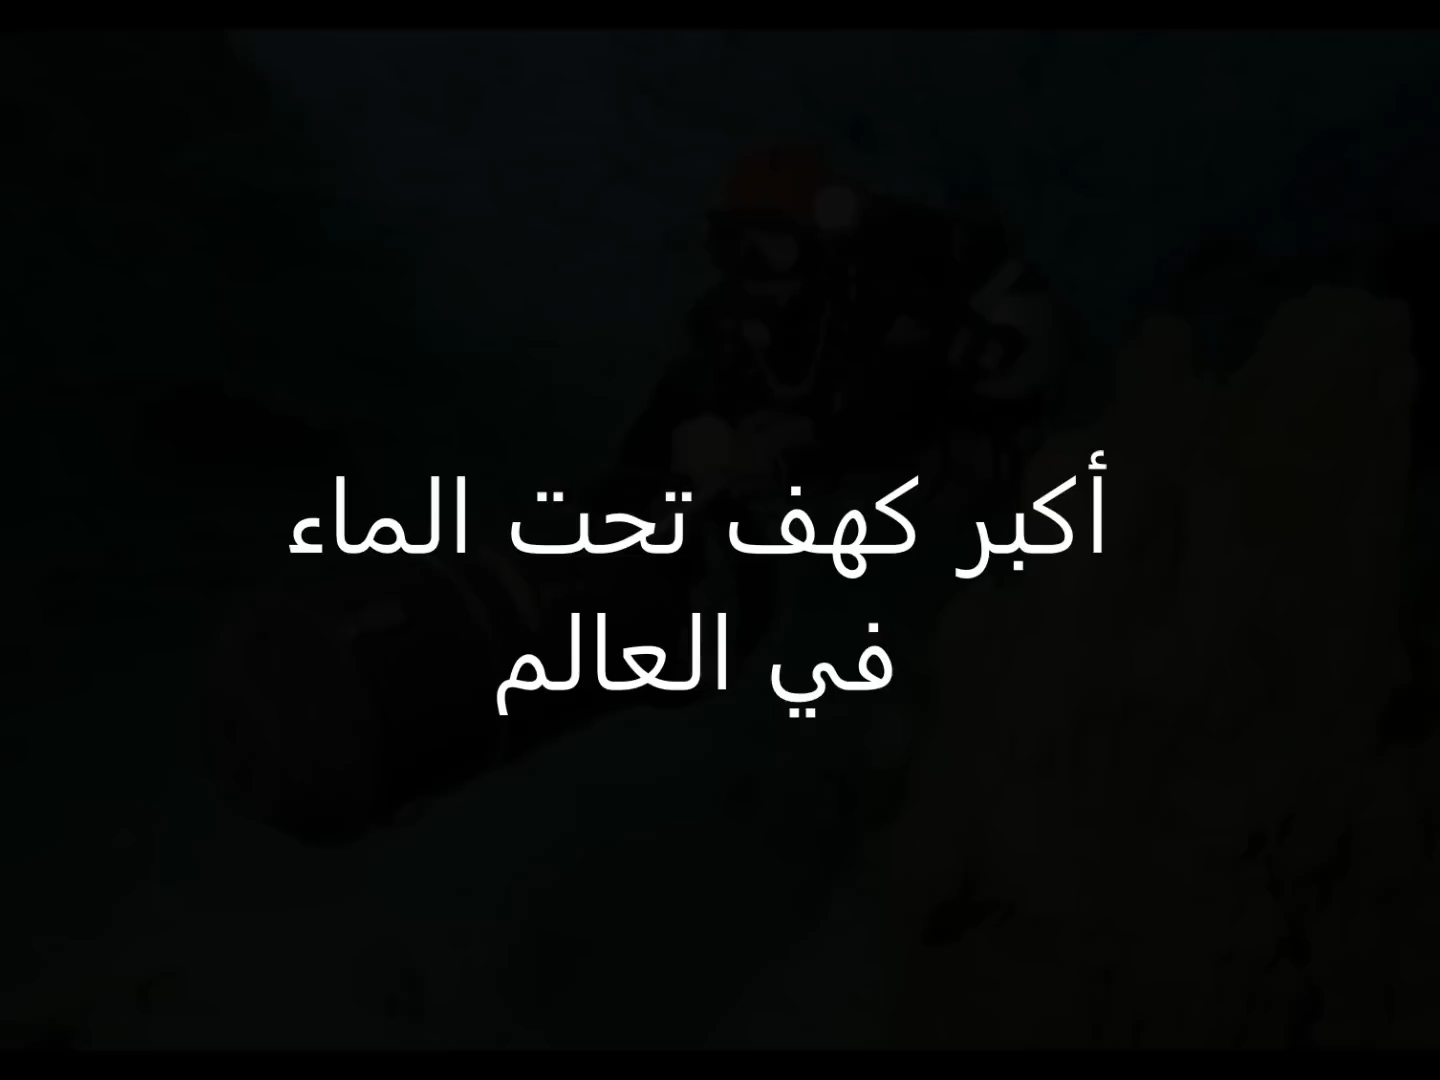 أكبر كهف تحت الماء
في العالم